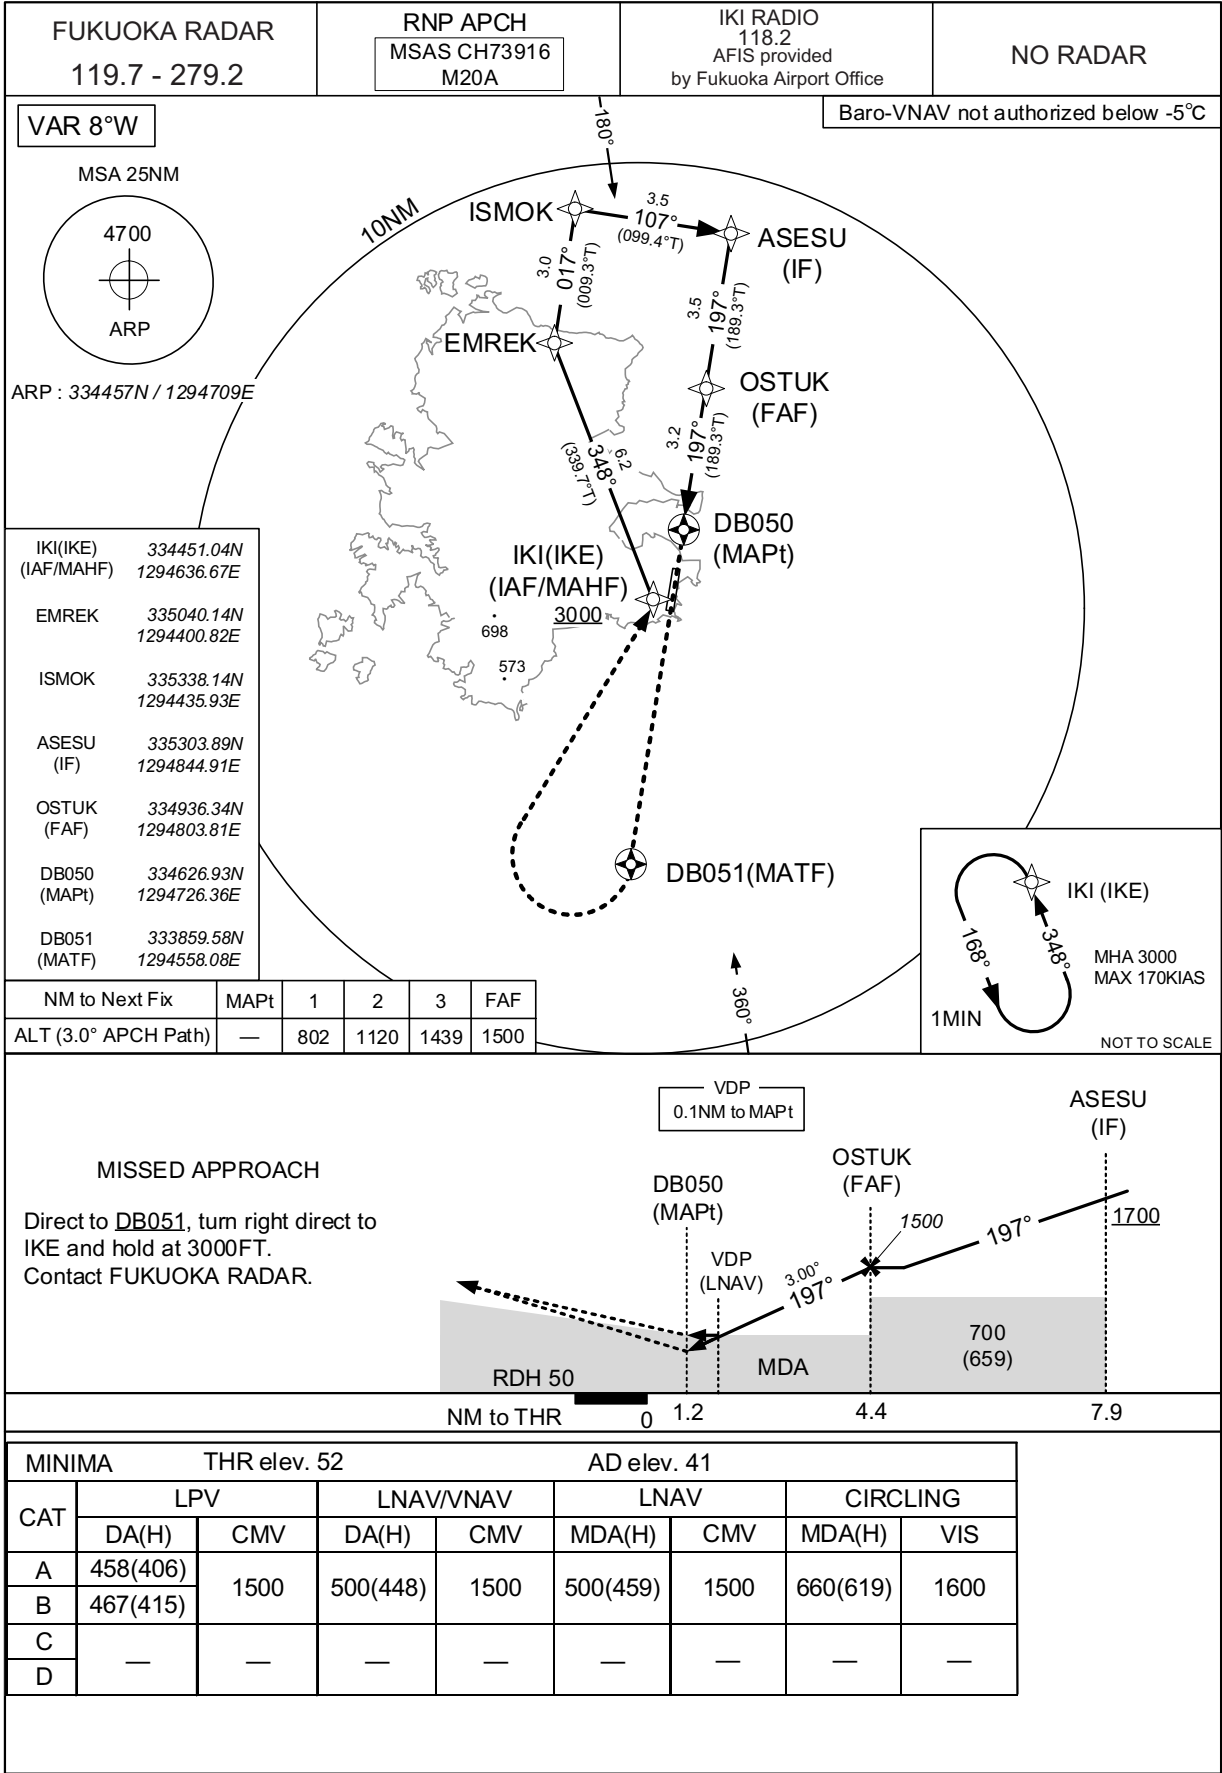 FUKUOKA RADAR
119.7 - 279.2
RNP APCH
MSAS CH73916
M20A
IKI RADIO
118.2
AFIS provided
by Fukuoka Airport Office
NO RADAR
VAR 8°W
Baro-VNAV not authorized below -5°C
MSA 25NM
4700
ARP
ARP : 334457N / 1294709E
10NM
180°
ISMOK
3.5
107°
(099.4°T)
ASESU
(IF)
3.0
017°
(009.3°T)
3.5
197°
(189.3°T)
EMREK
OSTUK
(FAF)
3.2
197°
(189.3°T)
6.2
348°
(339.7°T)
DB050
(MAPt)
IKI(IKE)
(IAF/MAHF)
3000
698
573
DB051(MATF)
360°
IKI(IKE) 334451.04N
(IAF/MAHF) 1294636.67E
EMREK 335040.14N
1294400.82E
ISMOK 335338.14N
1294435.93E
ASESU 335303.89N
(IF) 1294844.91E
OSTUK 334936.34N
(FAF) 1294803.81E
DB050 334626.93N
(MAPt) 1294726.36E
DB051 333859.58N
(MATF) 1294558.08E
NM to Next Fix MAPt 1 2 3 FAF
ALT (3.0° APCH Path) — 802 1120 1439 1500
IKI (IKE)
168°
348°
MHA 3000
MAX 170KIAS
1MIN
NOT TO SCALE
MISSED APPROACH
Direct to DB051, turn right direct to
IKE and hold at 3000FT.
Contact FUKUOKA RADAR.
VDP
0.1NM to MAPt
DB050
(MAPt)
VDP
(LNAV)
OSTUK
(FAF)
1500
ASESU
(IF)
1700
3.00°
197°
197°
RDH 50
MDA
700
(659)
NM to THR 0 1.2 4.4 7.9
MINIMA THR elev. 52 AD elev. 41
CAT LPV LNAV/VNAV LNAV CIRCLING
DA(H) CMV DA(H) CMV MDA(H) CMV MDA(H) VIS
A 458(406) 1500 500(448) 1500 500(459) 1500 660(619) 1600
B 467(415)
C — — — — — — — —
D